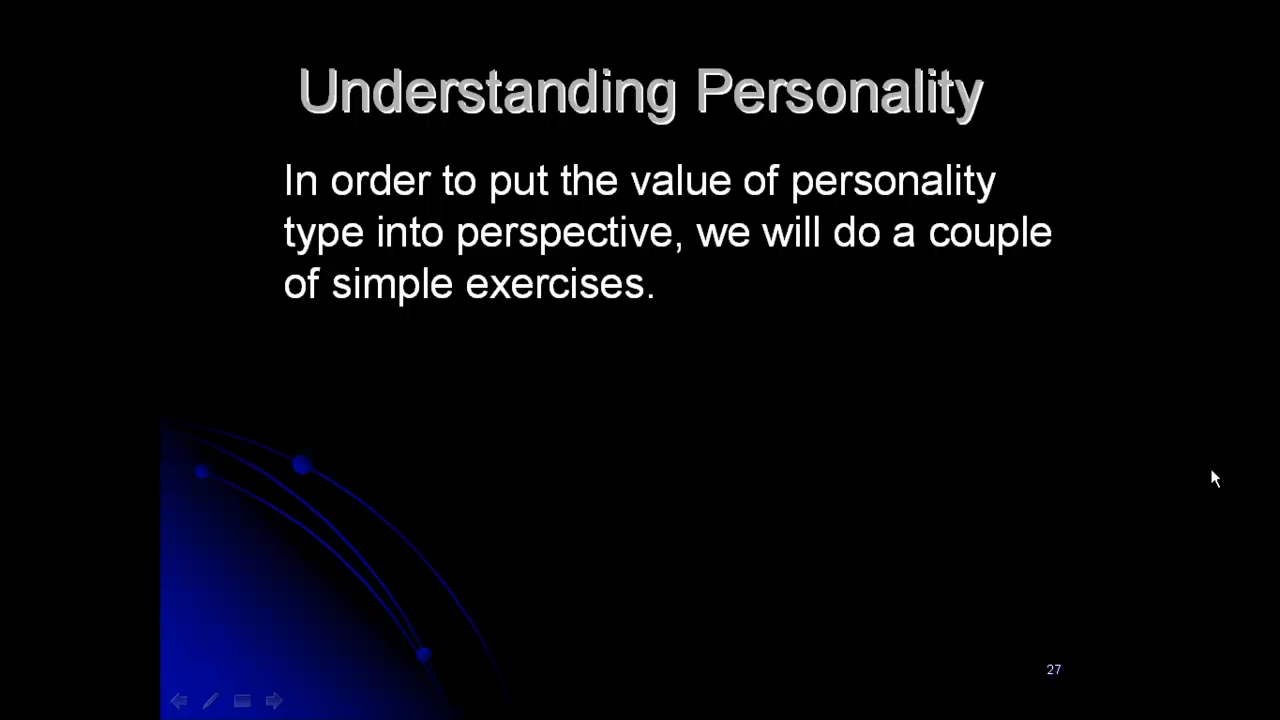 Understanding Personality
In order to put the value of personality
type into perspective, we will do a couple
of simple exercises.
27